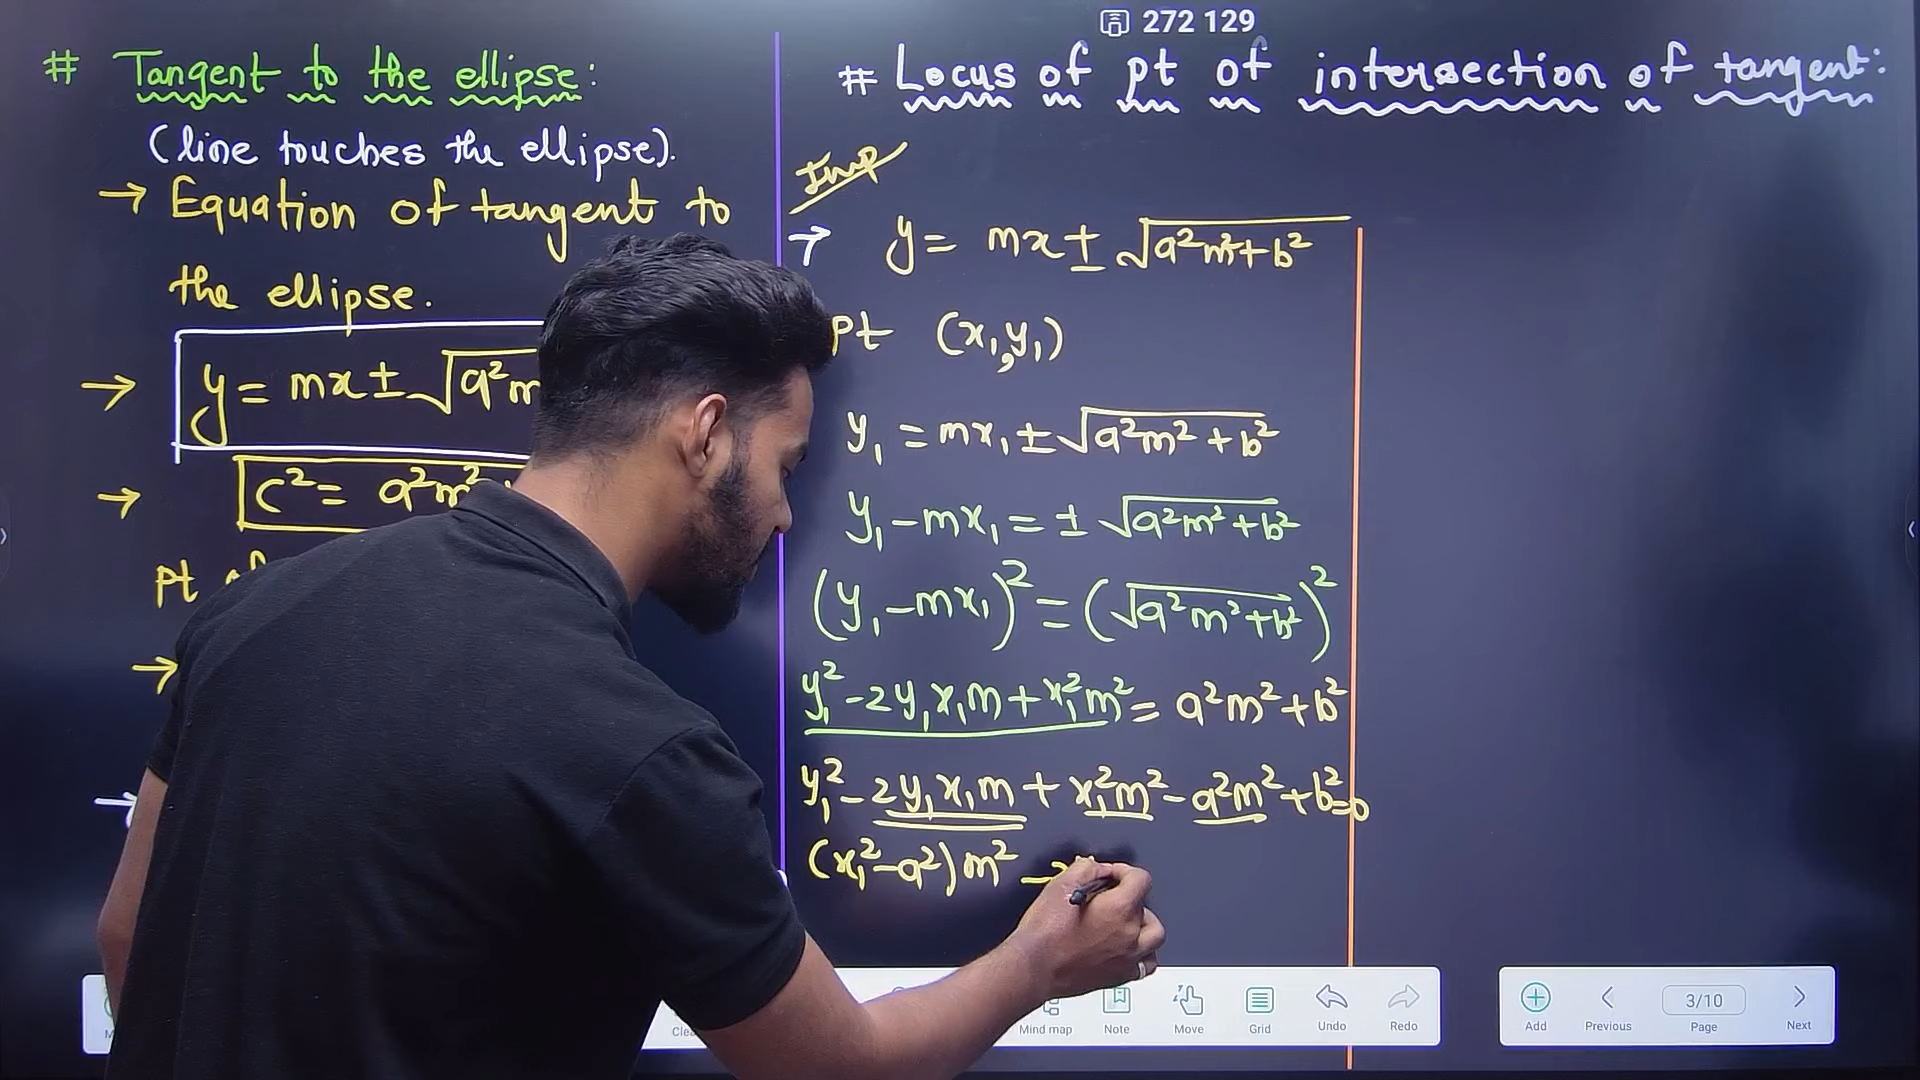 272 129
# Tangent to the ellipse:
(line touches the ellipse).
→ Equation of tangent to
the ellipse.
→ y = mx ± √a²m
→ c² = a²m²
pt of
→
→
# Locus of pt of intersection of tangent:
Imp
→ y = mx ± √a²m²+b²
pt (x₁,y₁)
y₁ = mx₁ ± √a²m² + b²
y₁ - mx₁ = ± √a²m² + b²
(y₁ - mx₁)² = (√a²m²+b²)²
y₁² - 2y₁x₁m + x₁²m² = a²m² + b²
y₁² - 2y₁x₁m + x₁²m² - a²m² + b² = 0
(x₁² - a²)m² -
Mind map
Note
Move
Grid
Undo
Redo
Add
Previous
3/10
Page
Next